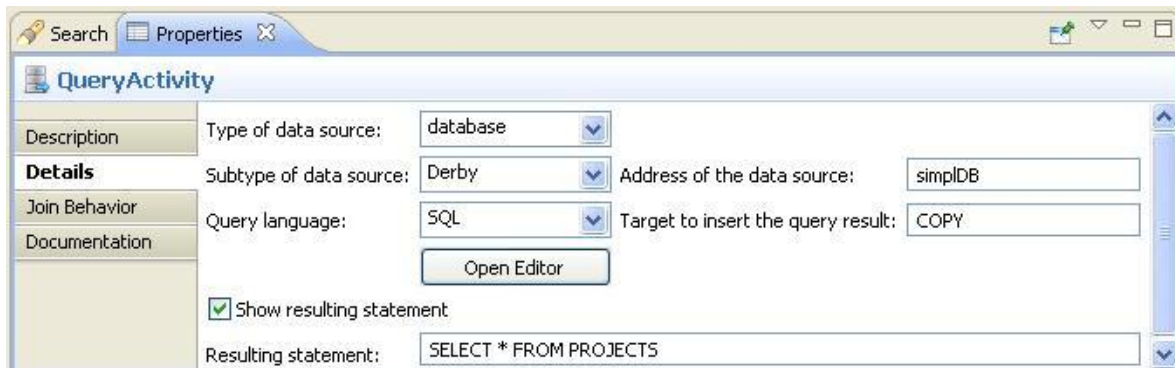 Search Properties
QueryActivity
Description
Details
Join Behavior
Documentation
Type of data source: database
Subtype of data source: Derby Address of the data source: simplDB
Query language: SQL Target to insert the query result: COPY
Open Editor
Show resulting statement
Resulting statement: SELECT * FROM PROJECTS